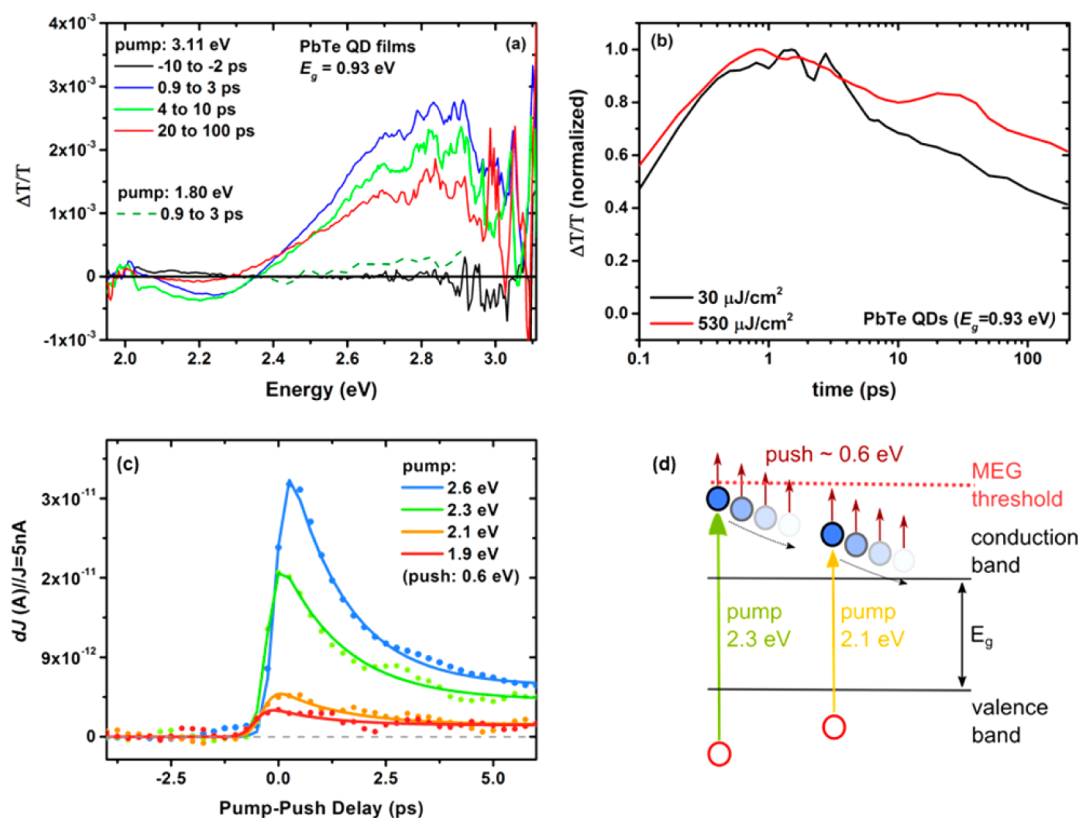 (a)
pump: 3.11 eV
-10 to -2 ps
0.9 to 3 ps
4 to 10 ps
20 to 100 ps
pump: 1.80 eV
0.9 to 3 ps
PbTe QD films
E_g = 0.93 eV
4x10⁻³
3x10⁻³
2x10⁻³
1x10⁻³
0
-1x10⁻³
ΔT/T
2.0 2.2 2.4 2.6 2.8 3.0
Energy (eV)
(b)
ΔT/T (normalized)
1.0
0.8
0.6
0.4
0.2
0.0
30 μJ/cm²
530 μJ/cm²
PbTe QDs (E_g=0.93 eV)
0.1 1 10 100
time (ps)
(c)
pump:
2.6 eV
2.3 eV
2.1 eV
1.9 eV
(push: 0.6 eV)
dJ (A)//J=5nA
3x10⁻¹¹
2x10⁻¹¹
9x10⁻¹²
0
-2.5 0.0 2.5 5.0
Pump-Push Delay (ps)
(d)
push ~ 0.6 eV
MEG
threshold
conduction
band
pump
2.3 eV
pump
2.1 eV
E_g
valence
band